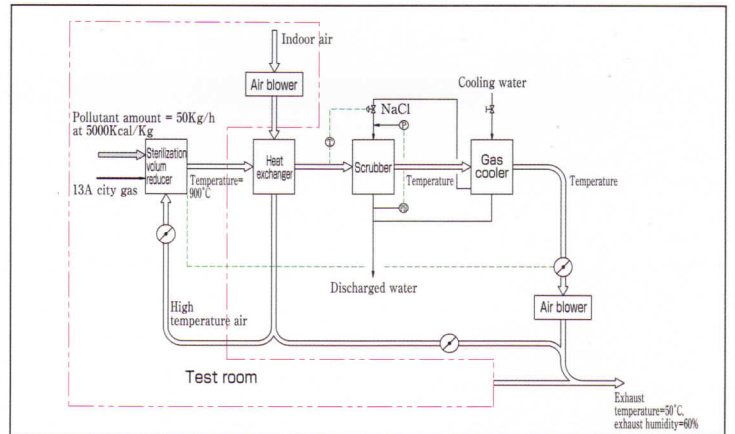 Indoor air
Air blower
Cooling water
NaCl
Pollutant amount = 50Kg/h
at 5000Kcal/Kg
Sterilization
volum
reducer
Heat
exchanger
Scrubber
Gas
cooler
13A city gas
Temperature=
900°C
Temperature
Temperature
Discharged water
Air blower
High
temperature air
Test room
Exhaust
temperature=50°C,
exhaust humidity=60%